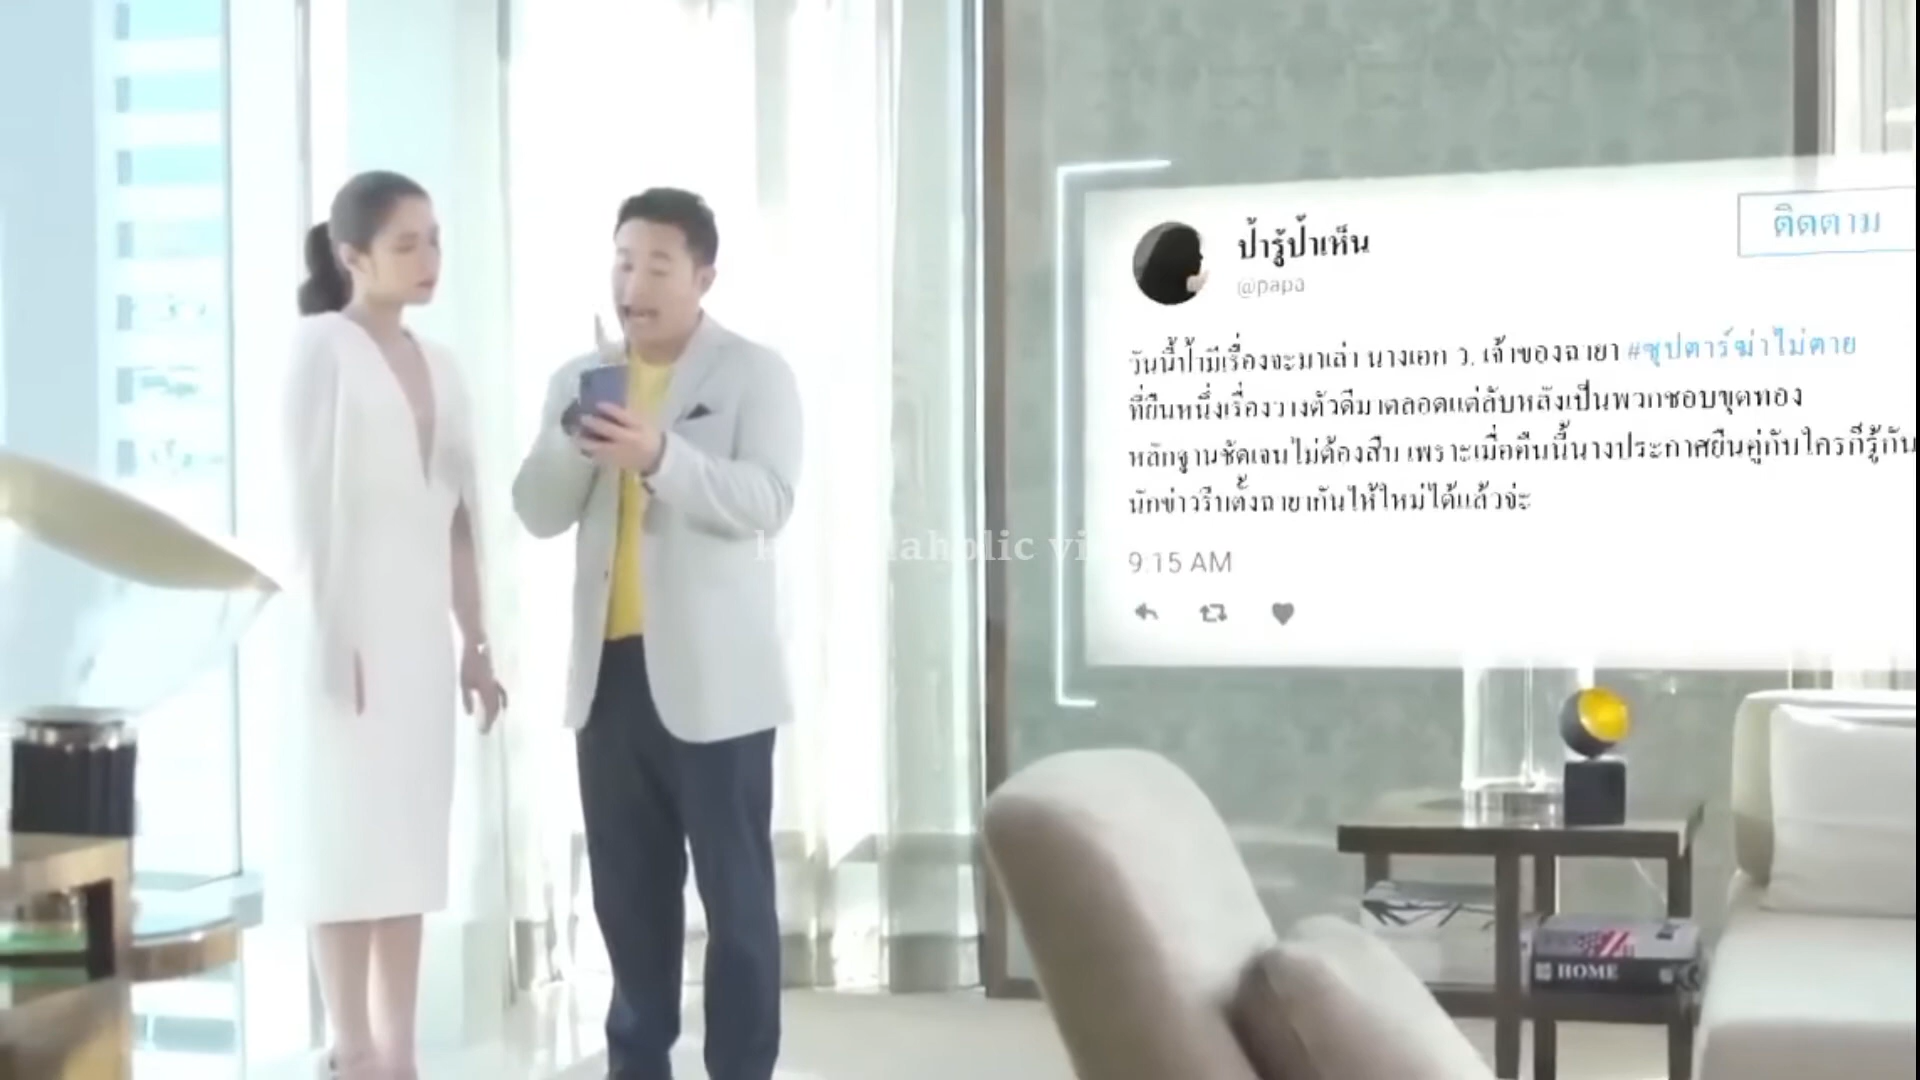 ป้ารู้ป้าเห็น
@papa
ติดตาม
วันนี้ป้ามีเรื่องจะมาเล่า นางเอก ว. เจ้าของฉายา #ซุปตาร์ฆ่าไม่ตาย
ที่ยืนหนึ่งเรื่องวางตัวดีมาตลอดแต่ลับหลังเป็นพวกชอบขุดทอง
หลักฐานชัดเจนไม่ต้องสืบ เพราะเมื่อคืนนี้นางประกาศยืนคู่กับใครก็รู้กัน
นักข่าวรีบตั้งฉายากันให้ใหม่ได้แล้วจ่ะ
9:15 AM
HOME